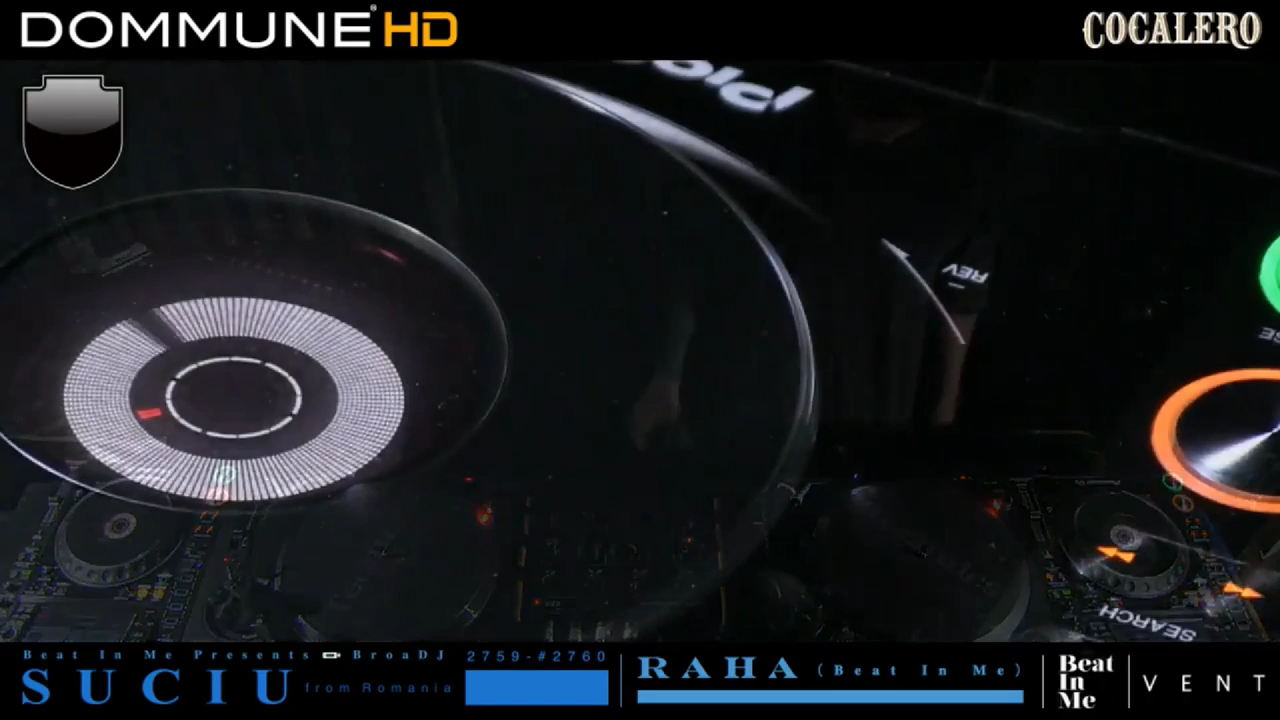 DOMMUNE® HD
COCALERO
REV
SEARCH
Beat In Me Presents BroaDJ
2759-#2760
SUCIU from Romania
RAHA (Beat In Me)
Beat
In
Me
VENT